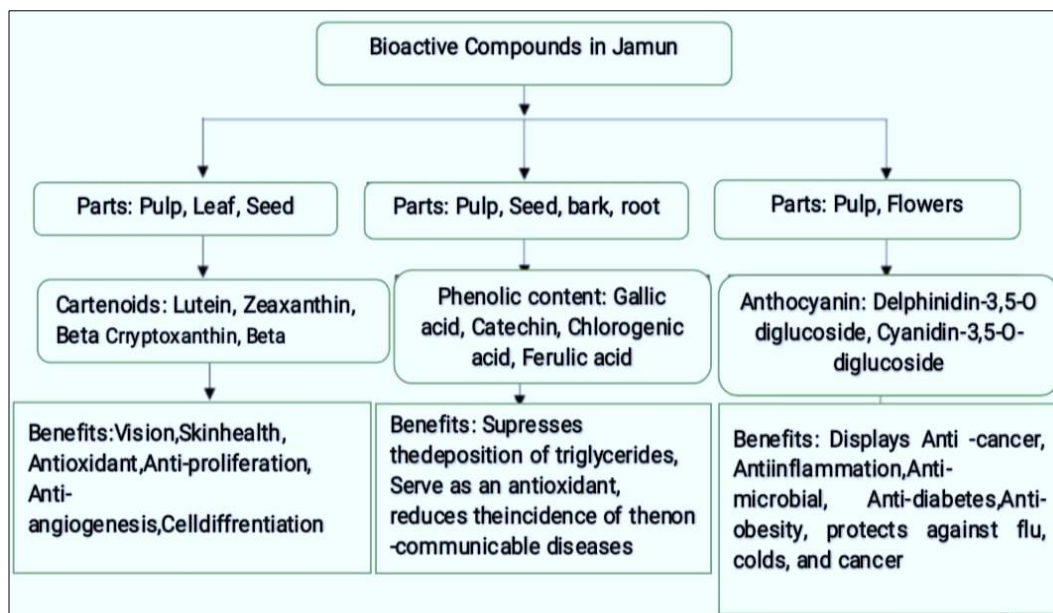 Bioactive Compounds in Jamun
Parts: Pulp, Leaf, Seed
Parts: Pulp, Seed, bark, root
Parts: Pulp, Flowers
Cartenoids: Lutein, Zeaxanthin,
Beta Crryptoxanthin, Beta
Phenolic content: Gallic
acid, Catechin, Chlorogenic
acid, Ferulic acid
Anthocyanin: Delphinidin-3,5-O
diglucoside, Cyanidin-3,5-O-
diglucoside
Benefits:Vision,Skinhealth,
Antioxidant,Anti-proliferation,
Anti-
angiogenesis,Celldiffrentiation
Benefits: Supresses
thedeposition of triglycerides,
Serve as an antioxidant,
reduces theincidence of thenon
-communicable diseases
Benefits: Displays Anti -cancer,
Antiinflammation,Anti-
microbial, Anti-diabetes,Anti-
obesity, protects against flu,
colds, and cancer